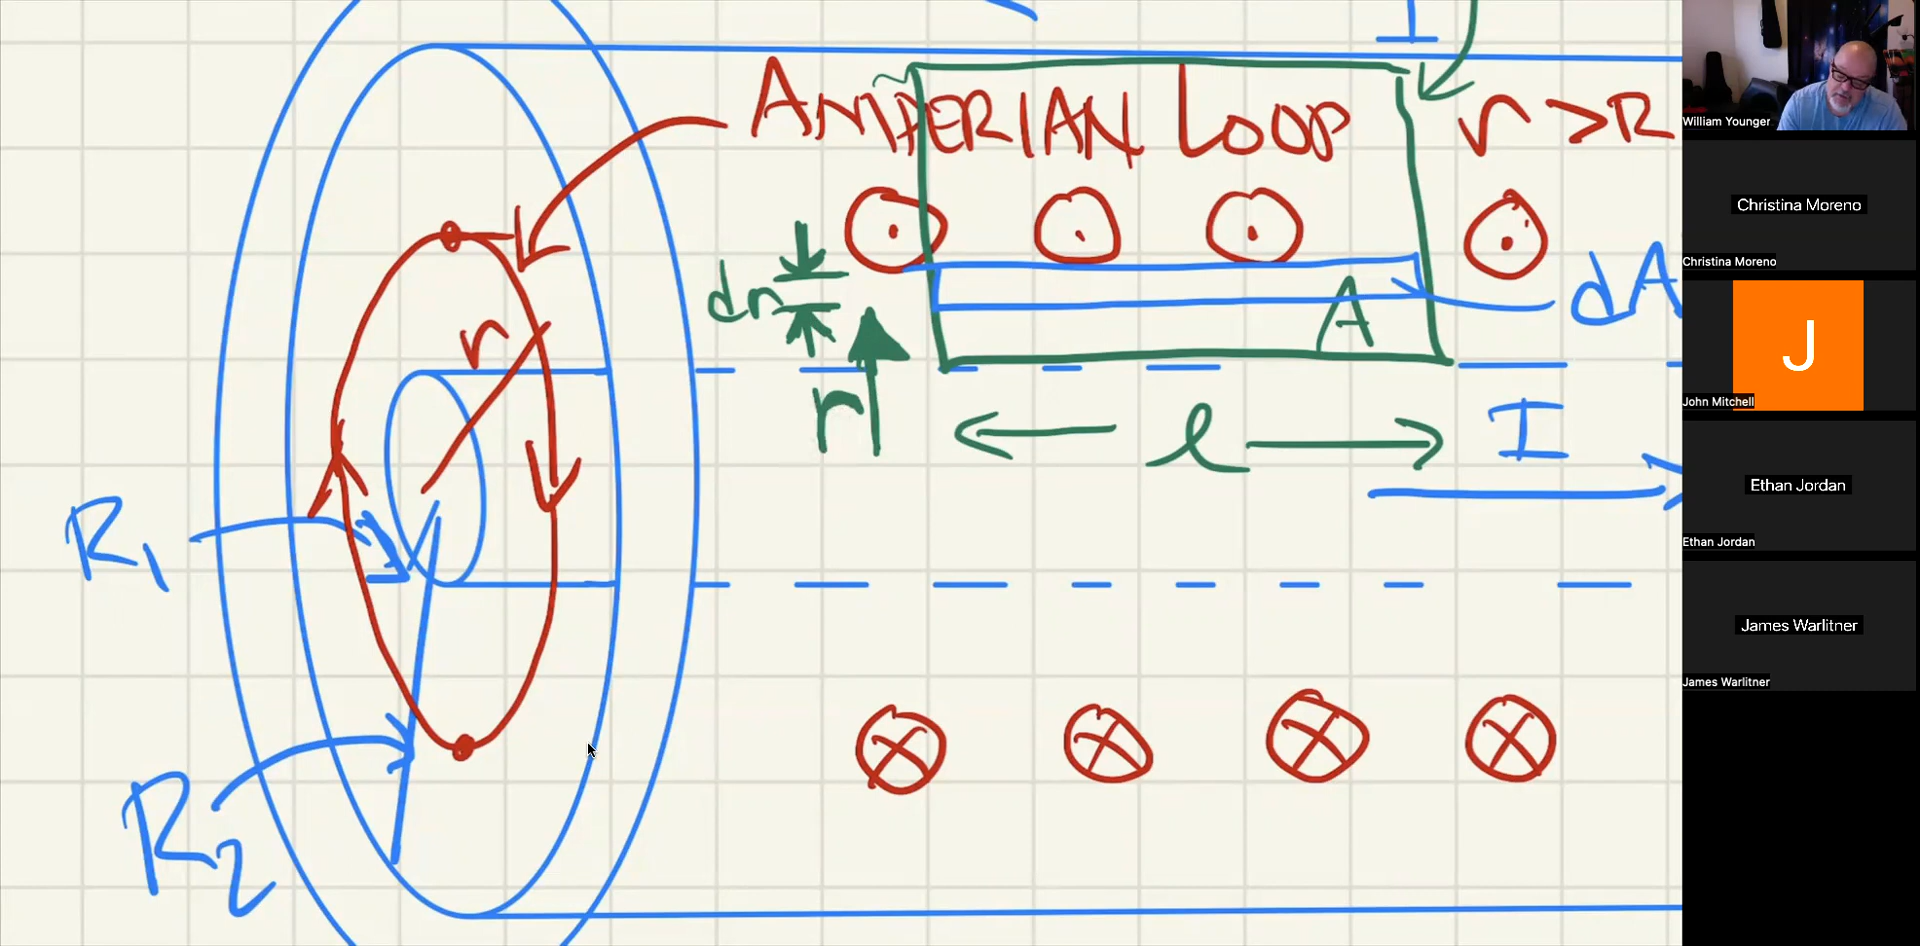 I
AMPERIAN LOOP
r > R
dr
A
dA
r
r
l
I
R1
R2
William Younger
Christina Moreno
Christina Moreno
J
John Mitchell
Ethan Jordan
Ethan Jordan
James Warlitner
James Warlitner